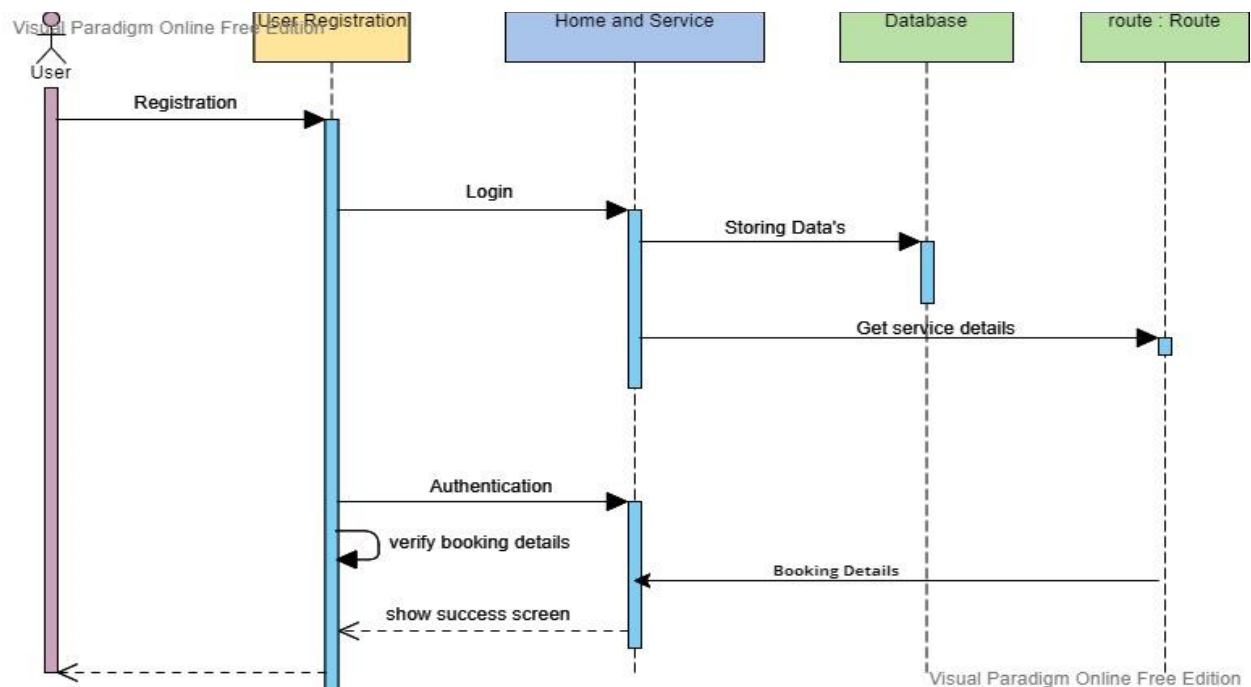 Visual Paradigm Online Free Edition
User Registration
Home and Service
Database
route : Route
User
Registration
Login
Storing Data's
Get service details
Authentication
verify booking details
Booking Details
show success screen
Visual Paradigm Online Free Edition